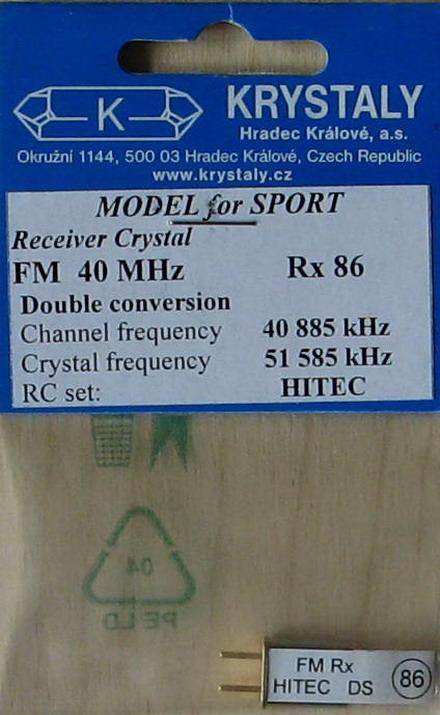 K
KRYSTALY
Hradec Králové, a.s.
Okružní 1144, 500 03 Hradec Králové, Czech Republic
www.krystaly.cz
MODEL for SPORT
Receiver Crystal
FM 40 MHz Rx 86
Double conversion
Channel frequency 40 885 kHz
Crystal frequency 51 585 kHz
RC set: HITEC
04
PE LD
FM Rx
HITEC DS
86